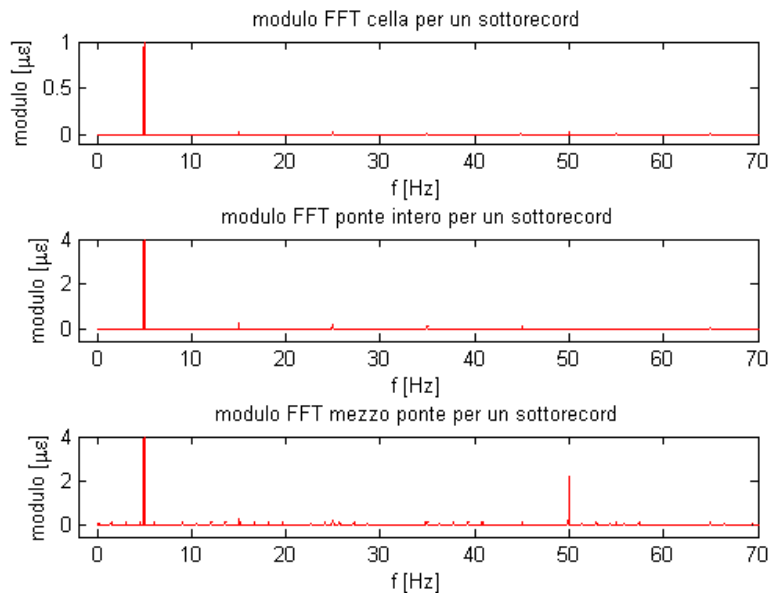 modulo FFT cella per un sottorecord
modulo [µε]
1
0.5
0
0 10 20 30 40 50 60 70
f [Hz]
modulo FFT ponte intero per un sottorecord
modulo [µε]
4
2
0
0 10 20 30 40 50 60 70
f [Hz]
modulo FFT mezzo ponte per un sottorecord
modulo [µε]
4
2
0
0 10 20 30 40 50 60 70
f [Hz]